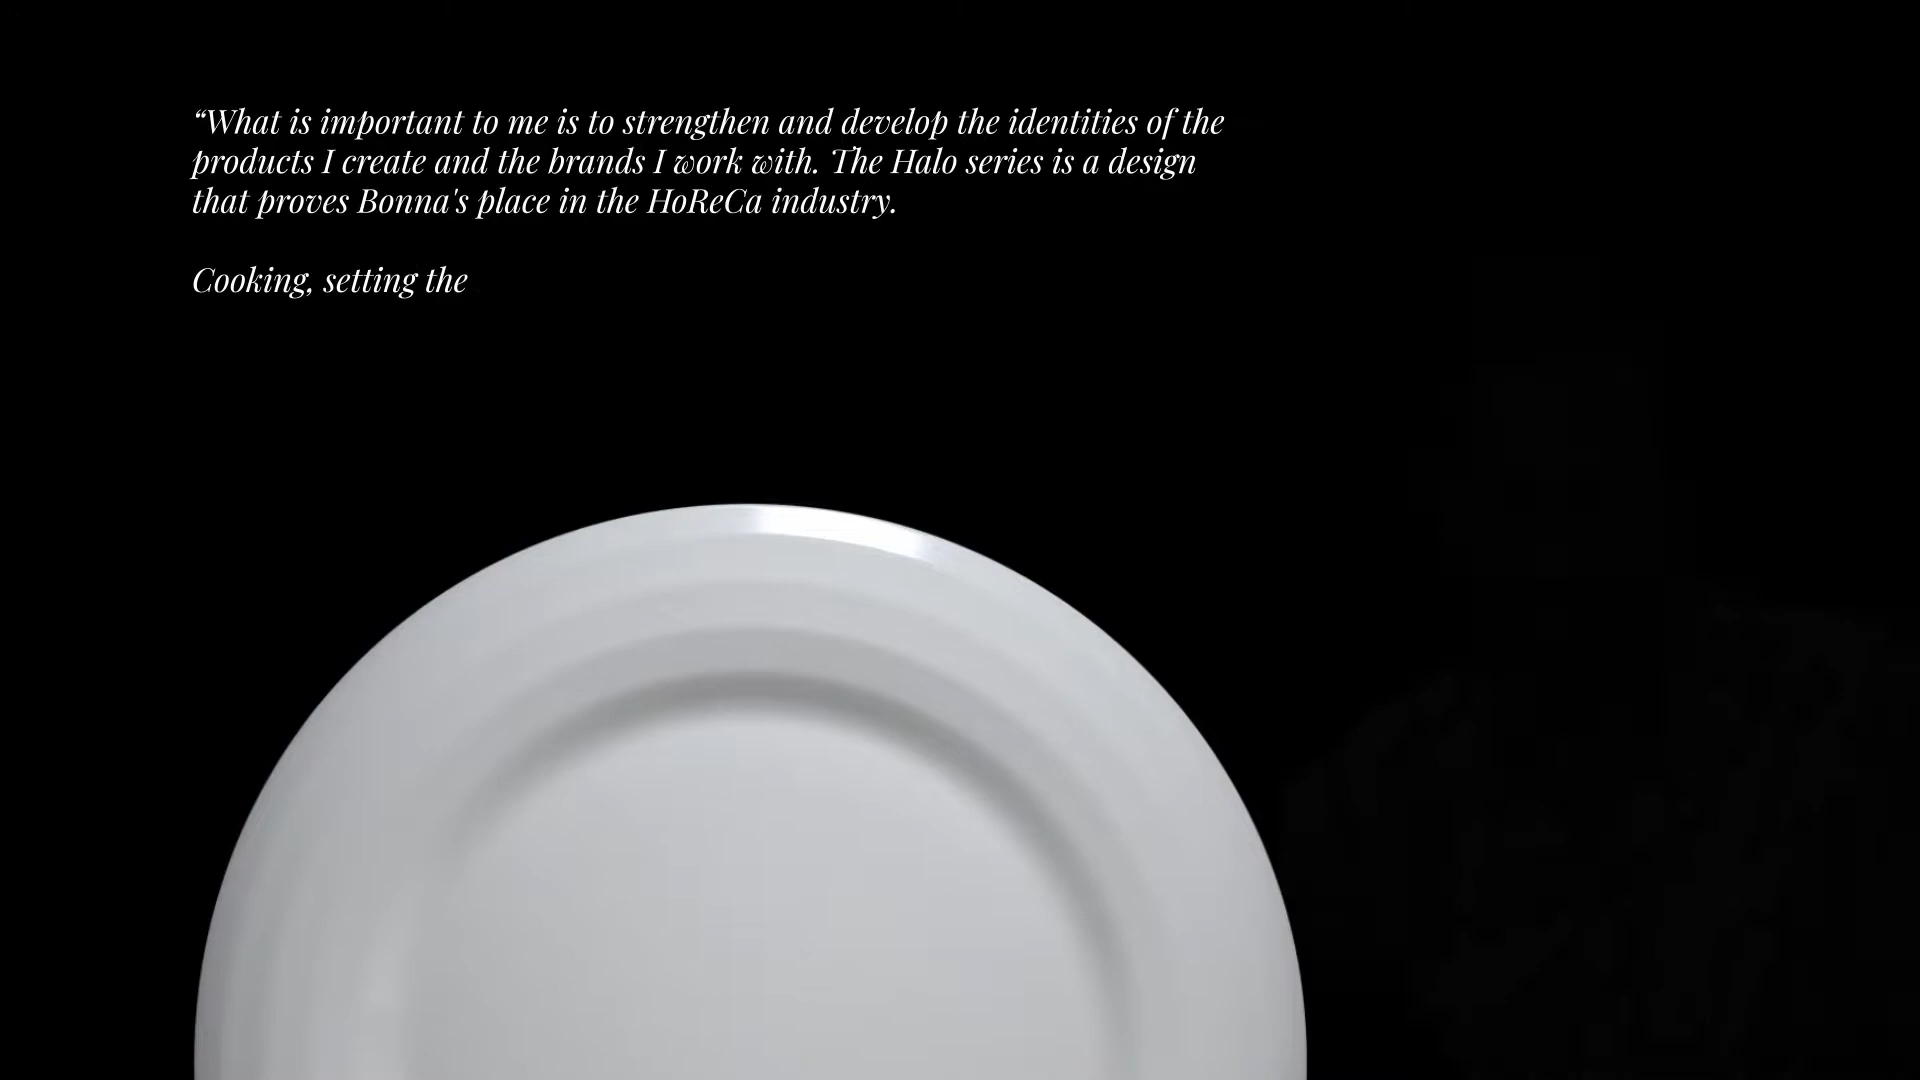 “What is important to me is to strengthen and develop the identities of the
products I create and the brands I work with. The Halo series is a design
that proves Bonna's place in the HoReCa industry.
Cooking, setting the